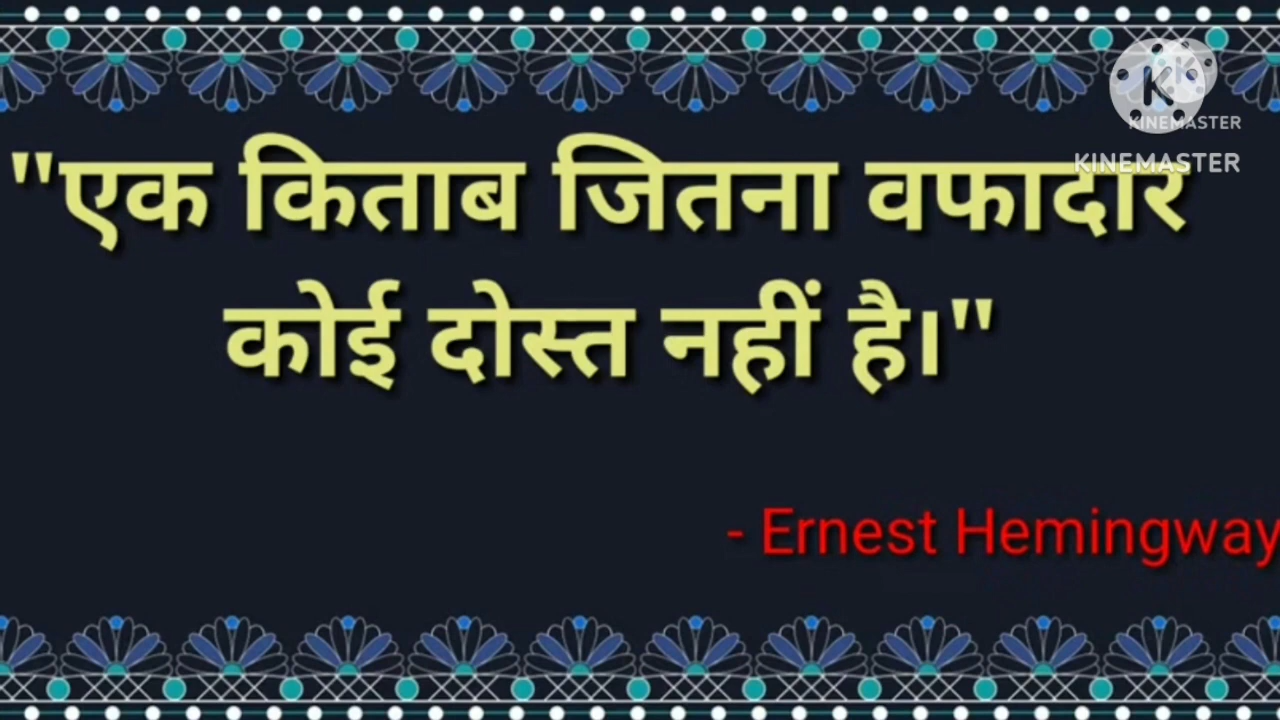 KINEMASTER
KINEMASTER
"एक किताब जितना वफादार
कोई दोस्त नहीं है।"
- Ernest Hemingway